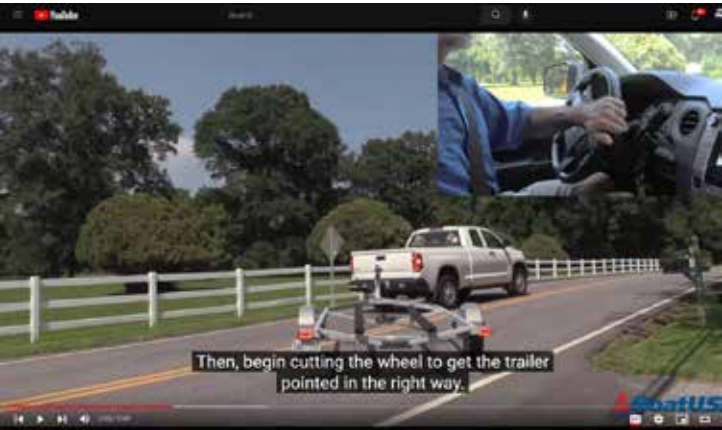 YouTube
Search
Then, begin cutting the wheel to get the trailer
pointed in the right way.
BoatUS